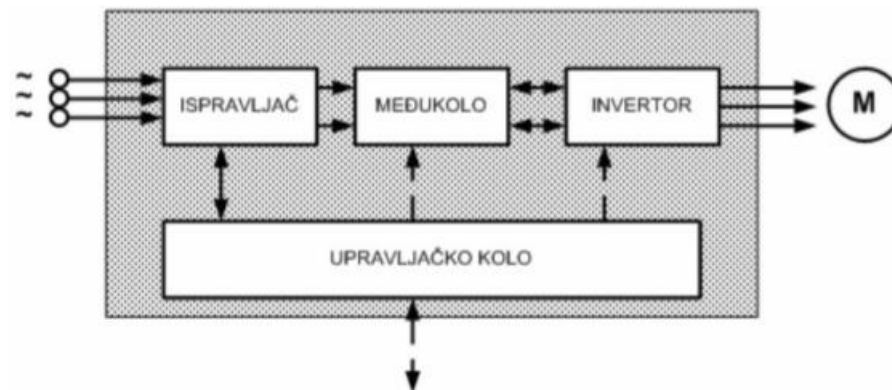 ~
~
~
ISPRAVLJAČ
MEĐUKOLO
INVERTOR
M
UPRAVLJAČKO KOLO